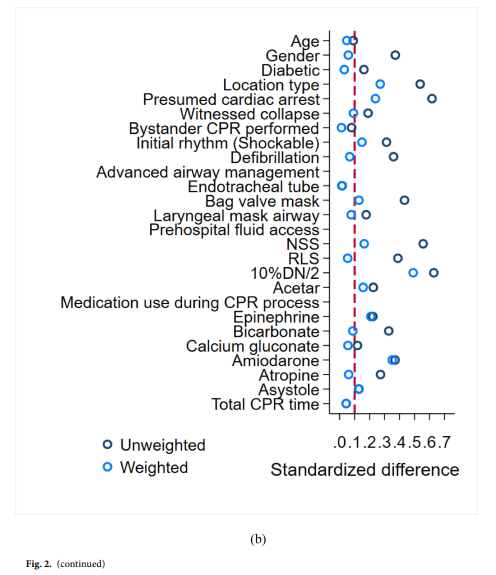 Age
Gender
Diabetic
Location type
Presumed cardiac arrest
Witnessed collapse
Bystander CPR performed
Initial rhythm (Shockable)
Defibrillation
Advanced airway management
Endotracheal tube
Bag valve mask
Laryngeal mask airway
Prehospital fluid access
NSS
RLS
10%DN/2
Acetar
Medication use during CPR process
Epinephrine
Bicarbonate
Calcium gluconate
Amiodarone
Atropine
Asystole
Total CPR time
.0 .1 .2 .3 .4 .5 .6 .7
Unweighted
Weighted
Standardized difference
(b)
Fig. 2. (continued)